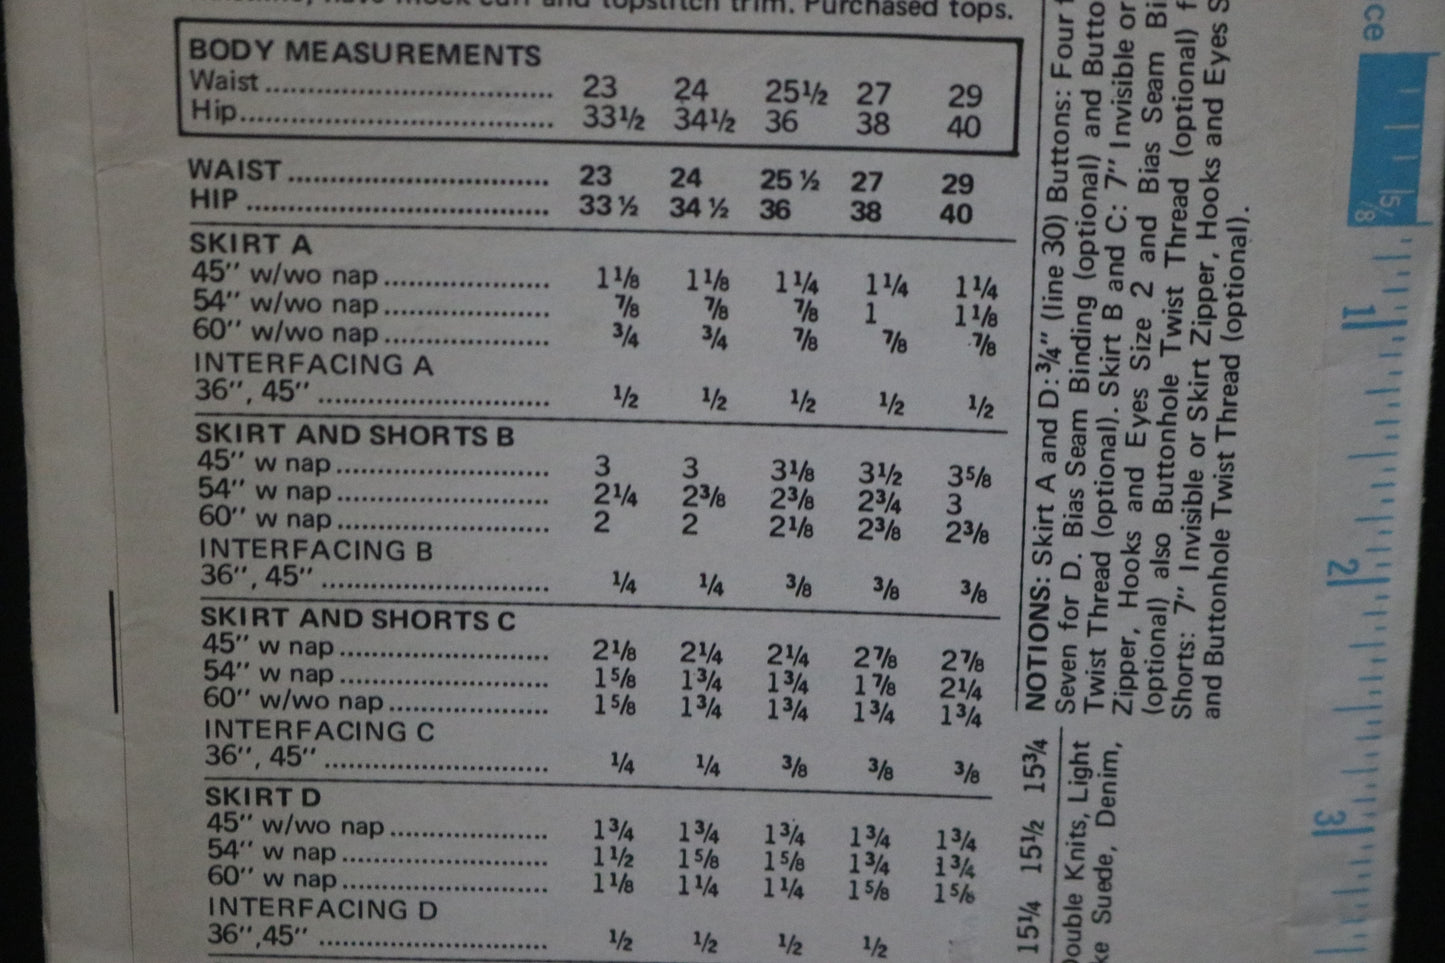 topstitch trim. Purchased tops.
BODY MEASUREMENTS
Waist 23 24 25½ 27 29
Hip 33½ 34½ 36 38 40
WAIST 23 24 25 ½ 27 29
HIP 33 ½ 34 ½ 36 38 40
SKIRT A
45" w/wo nap 1⅛ 1⅛ 1¼ 1¼ 1¼
54" w/wo nap ⅞ ⅞ ⅞ 1 1⅛
60" w/wo nap ¾ ¾ ⅞ ⅞ ⅞
INTERFACING A
36", 45" ½ ½ ½ ½ ½
SKIRT AND SHORTS B
45" w nap 3 3 3⅛ 3½ 3⅝
54" w nap 2¼ 2⅜ 2⅜ 2¾ 3
60" w nap 2 2 2⅛ 2⅜ 2⅜
INTERFACING B
36", 45" ¼ ¼ ⅜ ⅜ ⅜
SKIRT AND SHORTS C
45" w nap 2⅛ 2¼ 2¼ 2⅞ 2⅞
54" w nap 1⅝ 1¾ 1¾ 1⅞ 2¼
60" w/wo nap 1⅝ 1¾ 1¾ 1¾ 1¾
INTERFACING C
36", 45" ¼ ¼ ⅜ ⅜ ⅜
SKIRT D
45" w/wo nap 1¾ 1¾ 1¾ 1¾ 1¾
54" w nap 1½ 1⅝ 1⅝ 1¾ 1¾
60" w nap 1⅛ 1¼ 1¼ 1⅝ 1⅝
INTERFACING D
36",45" ½ ½ ½ ½
NOTIONS: Skirt A and D: ¾" (line 30) Buttons: Four
Seven for D. Bias Seam Binding (optional) and Butto
Twist Thread (optional). Skirt B and C: 7" Invisible or
Zipper, Hooks and Eyes Size 2 and Bias Seam Bi
(optional) also Buttonhole Twist Thread (optional) f
Shorts: 7" Invisible or Skirt Zipper, Hooks and Eyes S
and Buttonhole Twist Thread (optional).
15¼ 15½ 15¾
Double Knits, Light
ke Suede, Denim,
ce
5/8
1
2
3